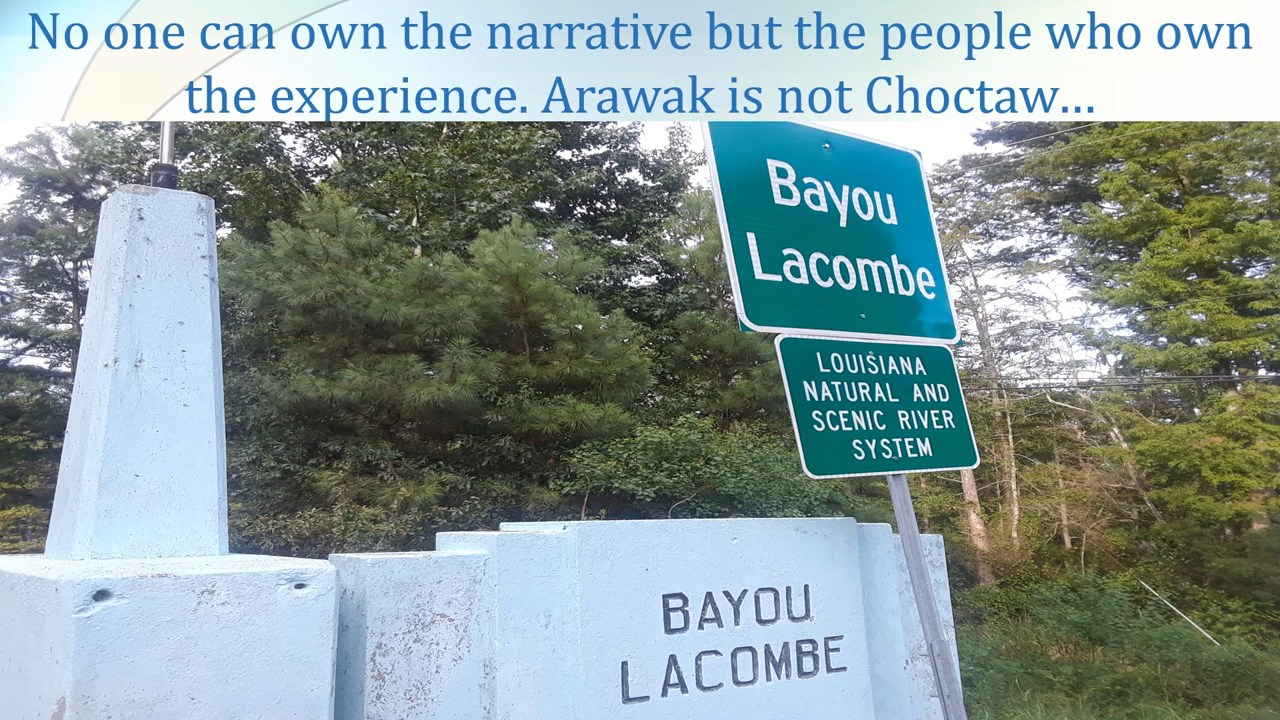 No one can own the narrative but the people who own
the experience. Arawak is not Choctaw...
Bayou
Lacombe
LOUISIANA
NATURAL AND
SCENIC RIVER
SYSTEM
BAYOU
LACOMBE